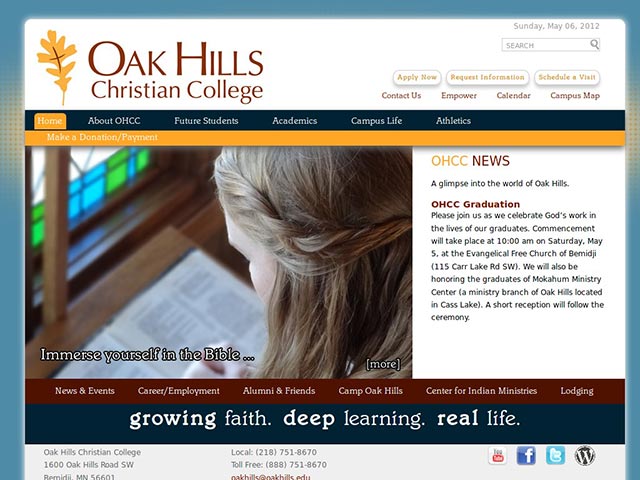 Sunday, May 06, 2012
OAK HILLS
Christian College
SEARCH
Apply Now Request Information Schedule a Visit
Contact Us Empower Calendar Campus Map
Home About OHCC Future Students Academics Campus Life Athletics
Make a Donation/Payment
OHCC NEWS
A glimpse into the world of Oak Hills.
OHCC Graduation
Please join us as we celebrate God's work in
the lives of our graduates. Commencement
will take place at 10:00 am on Saturday, May
5, at the Evangelical Free Church of Bemidji
(115 Carr Lake Rd SW). We will also be
honoring the graduates of Mokahum Ministry
Center (a ministry branch of Oak Hills located
in Cass Lake). A short reception will follow the
ceremony.
Immerse yourself in the Bible ...
[more]
News & Events Career/Employment Alumni & Friends Camp Oak Hills Center for Indian Ministries Lodging
growing faith. deep learning. real life.
Oak Hills Christian College Local: (218) 751-8670
1600 Oak Hills Road SW Toll Free: (888) 751-8670
Bemidji, MN 56601 oakhills@oakhills.edu
You Tube